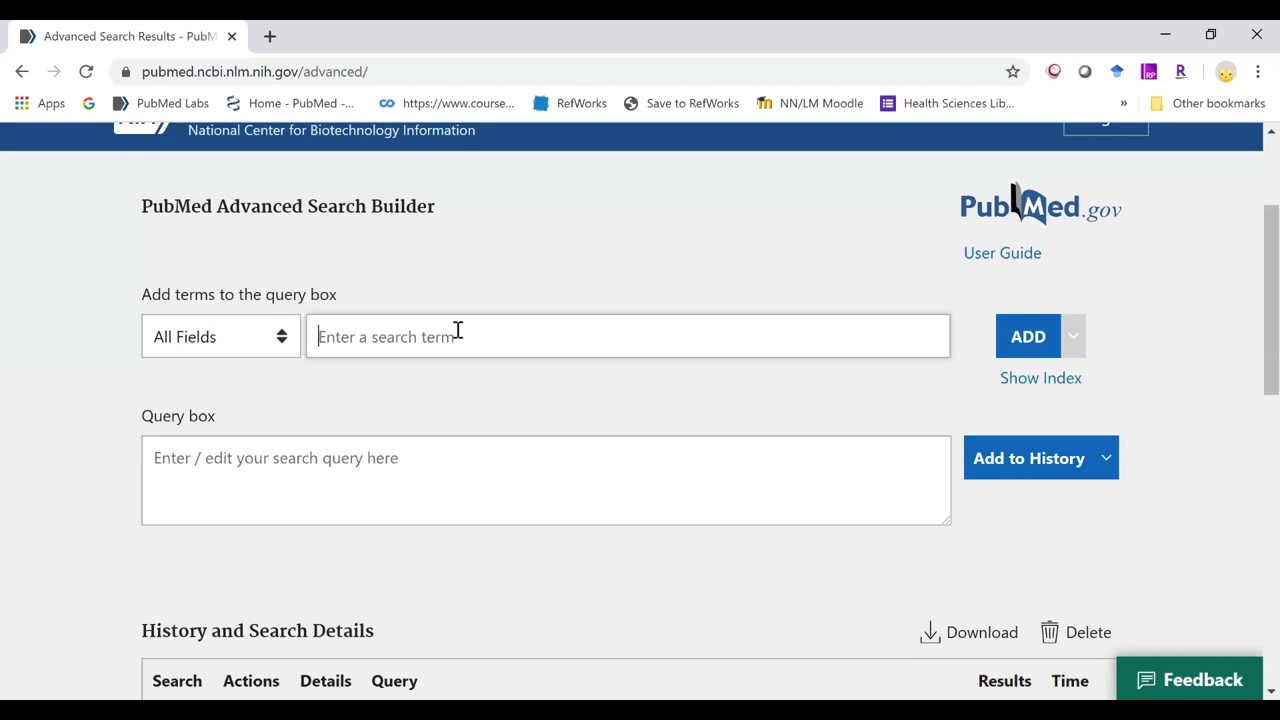 Advanced Search Results - PubM
pubmed.ncbi.nlm.nih.gov/advanced/
Apps PubMed Labs Home - PubMed -... https://www.course... RefWorks Save to RefWorks NN/LM Moodle Health Sciences Lib... » Other bookmarks
National Center for Biotechnology Information
PubMed Advanced Search Builder
PubMed.gov
User Guide
Add terms to the query box
All Fields Enter a search term ADD
Show Index
Query box
Enter / edit your search query here Add to History
History and Search Details Download Delete
Search Actions Details Query Results Time
Feedback